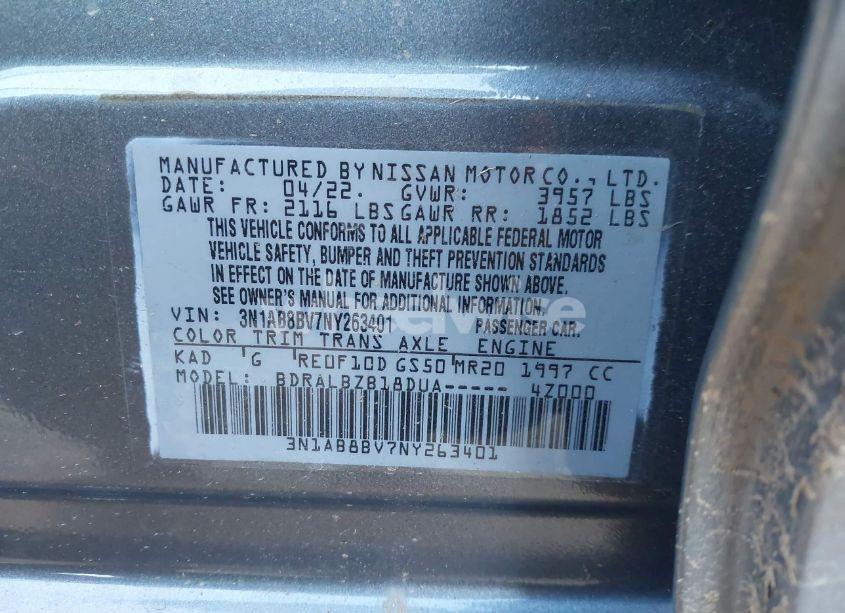 MANUFACTURED BY NISSAN MOTOR CO., LTD.
DATE: 04/22. GVWR: 3957 LBS
GAWR FR: 2116 LBS GAWR RR: 1852 LBS
THIS VEHICLE CONFORMS TO ALL APPLICABLE FEDERAL MOTOR
VEHICLE SAFETY, BUMPER AND THEFT PREVENTION STANDARDS
IN EFFECT ON THE DATE OF MANUFACTURE SHOWN ABOVE.
SEE OWNER'S MANUAL FOR ADDITIONAL INFORMATION.
VIN: 3N1AB8BV7NY263401 PASSENGER CAR.
COLOR TRIM TRANS AXLE ENGINE
KAD G RE0F10D GS50 MR20 1997 CC
MODEL: BDRALBZB18DUA----- 4Z000
3N1AB8BV7NY263401